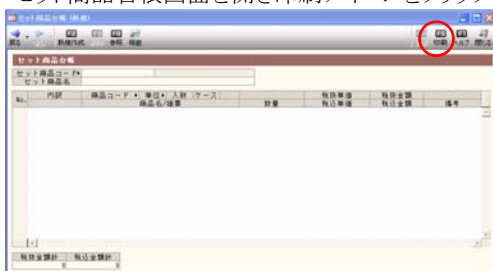 セット商品台帳画面を開き印刷アイコンをクリック
セット商品台帳 (新規)
戻る 新規作成 参照 印刷 ヘルプ 閉じる
セット商品台帳
セット商品コード
セット商品名
No. 内訳 商品コード 単位 入数 ケース 税抜単価 税抜金額
商品名/摘要 数量 税込単価 税込金額 備考
税抜金額計 税込金額計
0 0